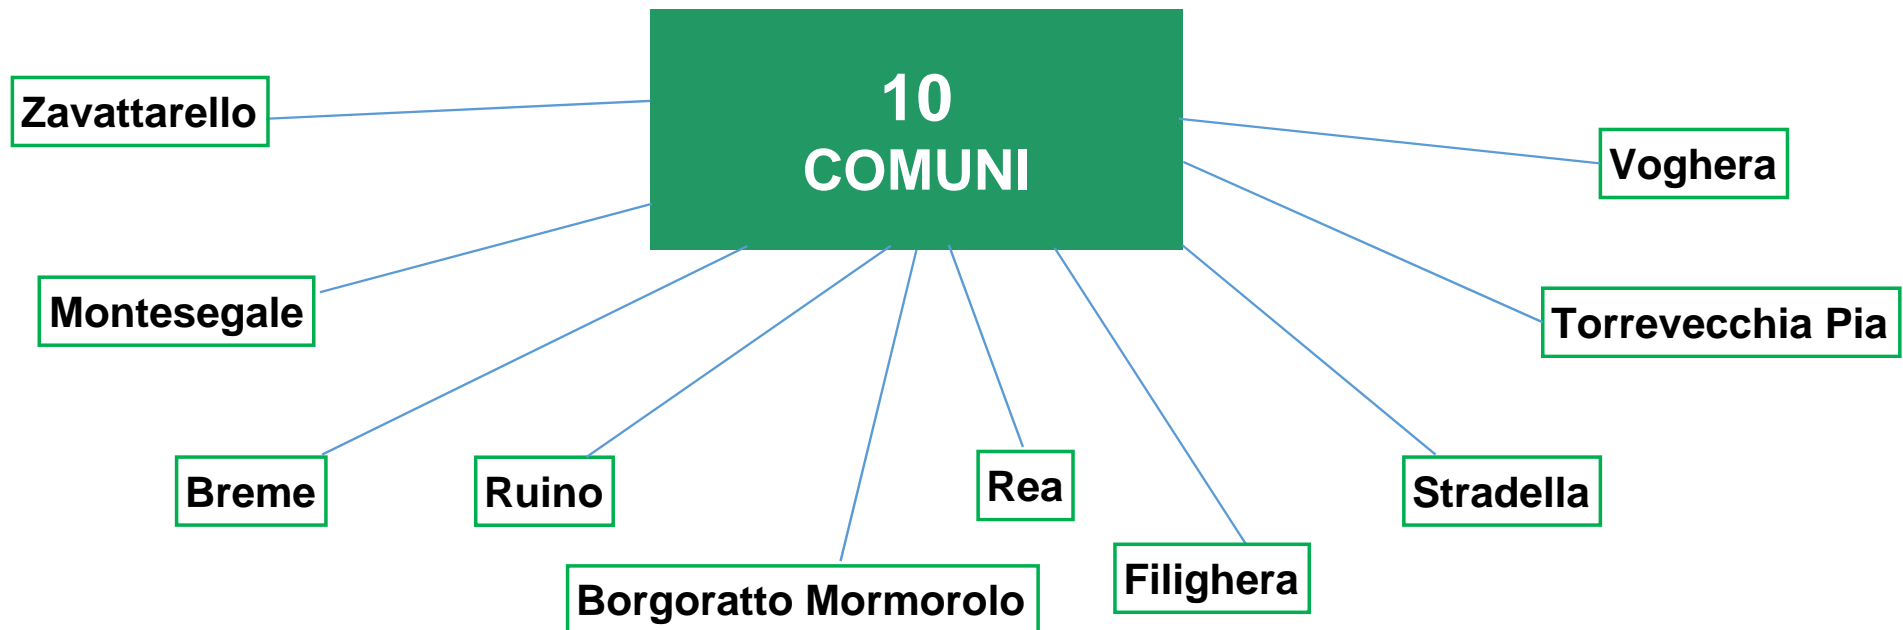 10
COMUNI
Zavattarello
Voghera
Montesegale
Torrevecchia Pia
Breme
Ruino
Rea
Stradella
Borgoratto Mormorolo
Filighera